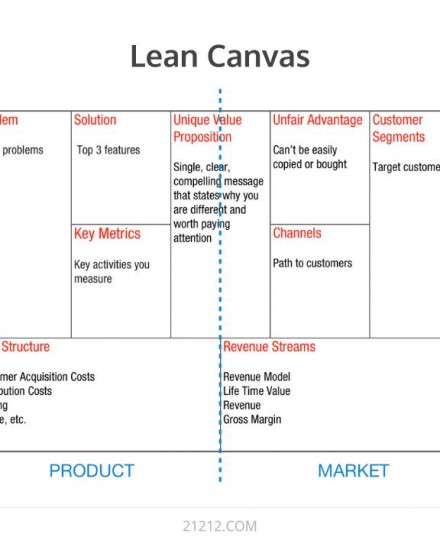 Lean Canvas
lem
problems
Solution
Top 3 features
Key Metrics
Key activities you
measure
Unique Value
Proposition
Single, clear,
compelling message
that states why you
are different and
worth paying
attention
Unfair Advantage
Can't be easily
copied or bought
Channels
Path to customers
Customer
Segments
Target custome
Structure
mer Acquisition Costs
bution Costs
ng
e, etc.
Revenue Streams
Revenue Model
Life Time Value
Revenue
Gross Margin
PRODUCT
MARKET
21212.COM